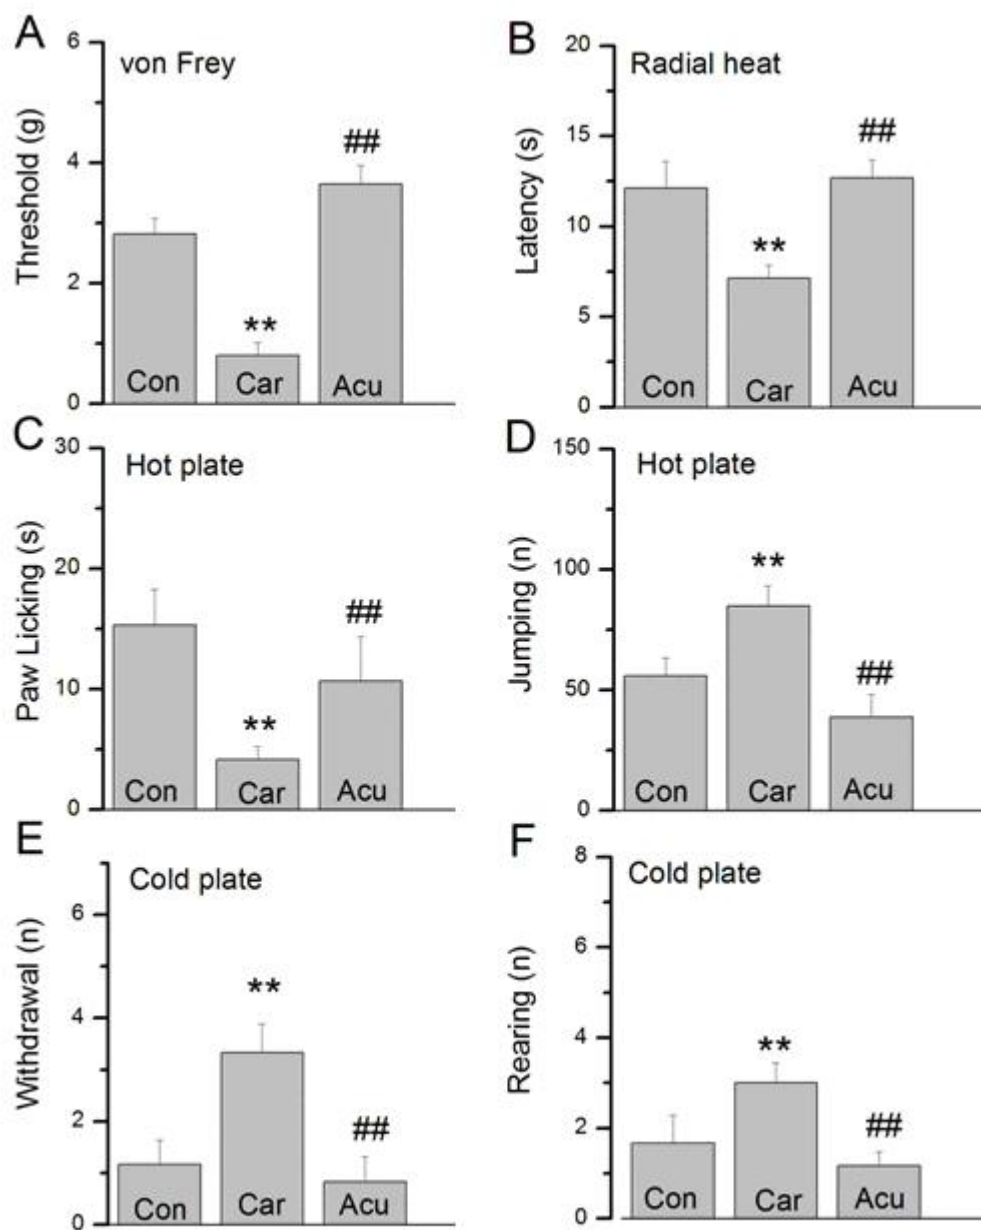 A
von Frey
Threshold (g)
6
4
2
0
##
**
Con Car Acu
B
Radial heat
Latency (s)
20
15
10
5
0
##
**
Con Car Acu
C
Hot plate
Paw Licking (s)
30
20
10
0
##
**
Con Car Acu
D
Hot plate
Jumping (n)
150
100
50
0
**
##
Con Car Acu
E
Cold plate
Withdrawal (n)
6
4
2
0
**
##
Con Car Acu
F
Cold plate
Rearing (n)
8
6
4
2
0
**
##
Con Car Acu